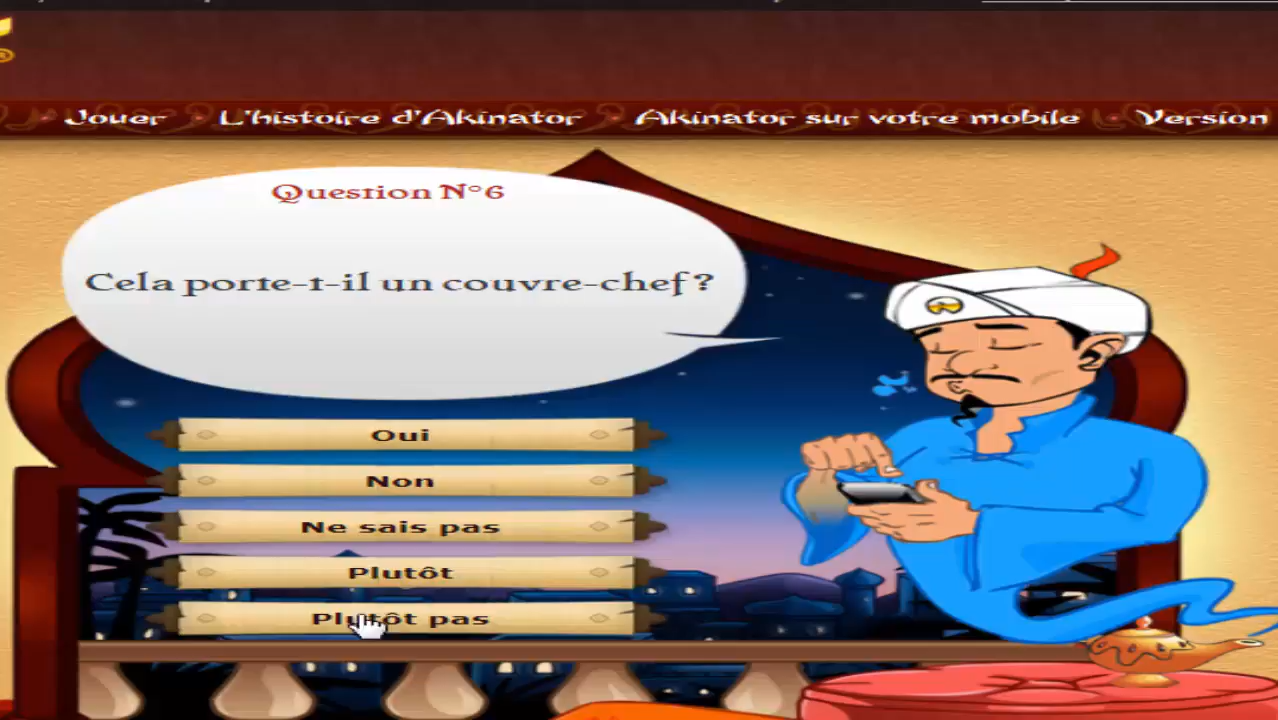 Jouer L'histoire d'Akinator Akinator sur votre mobile Version
Question N°6
Cela porte-t-il un couvre-chef ?
Oui
Non
Ne sais pas
Plutôt
Plutôt pas